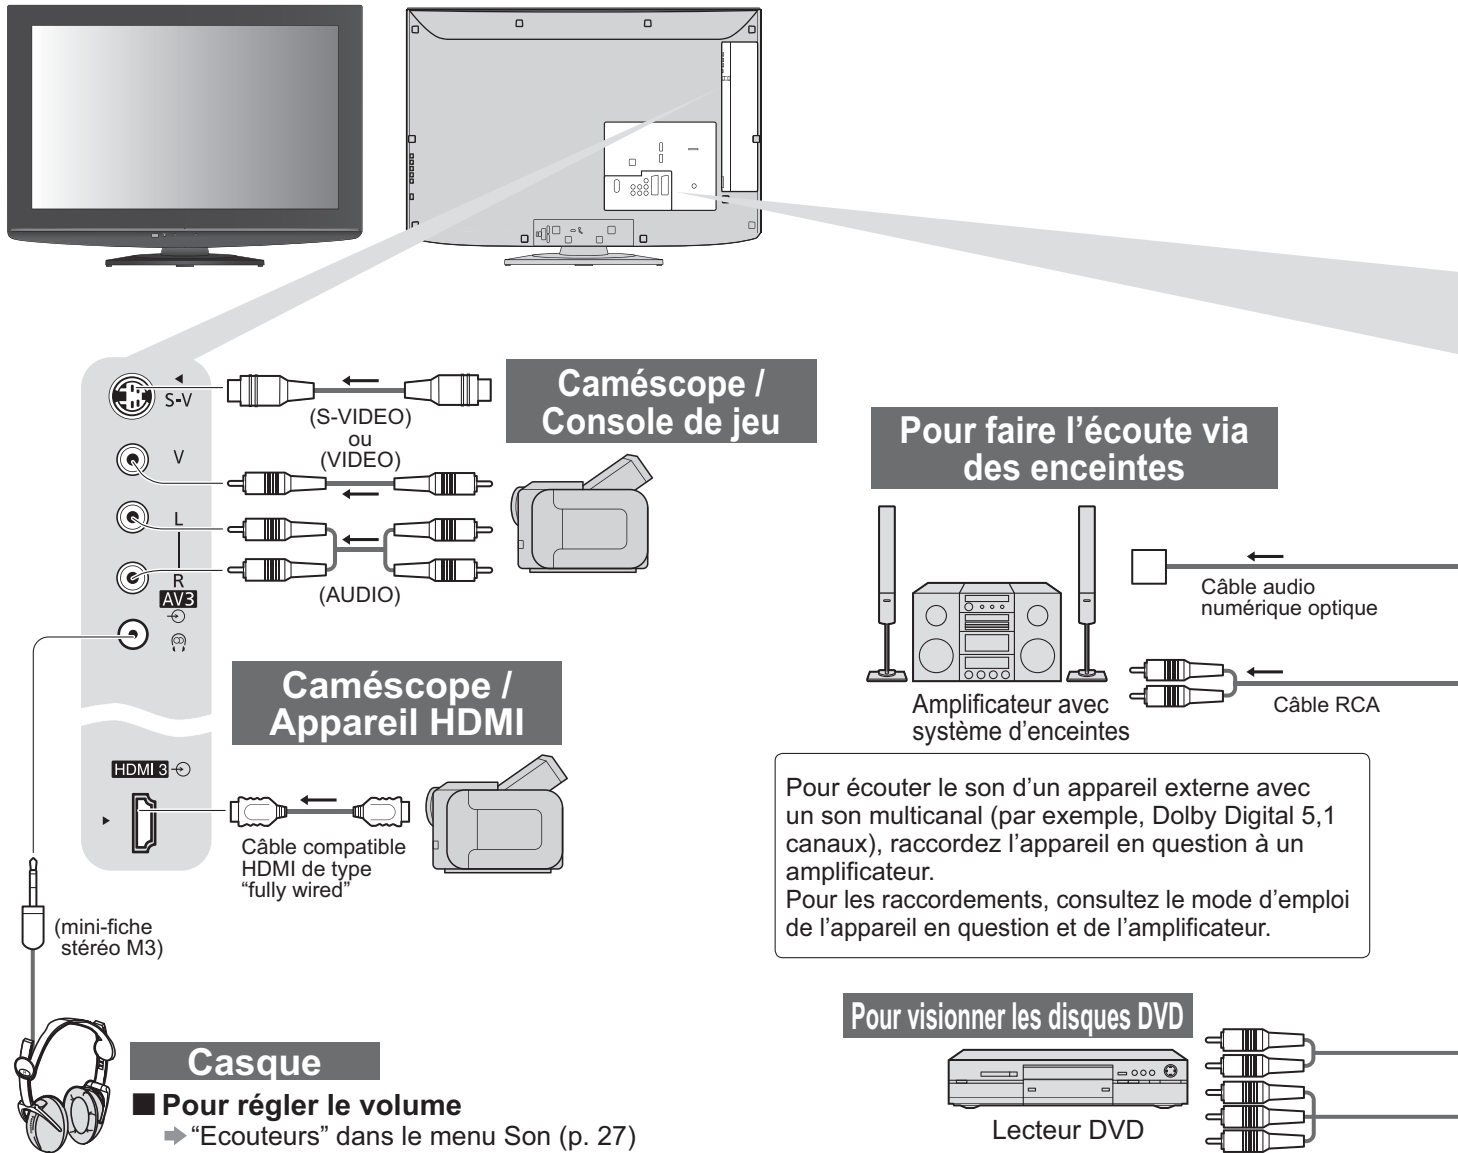 S-V
V
L
R
AV3
(S-VIDEO)
ou
(VIDEO)
(AUDIO)
Caméscope /
Console de jeu
Caméscope /
Appareil HDMI
HDMI 3
Câble compatible
HDMI de type
“fully wired”
(mini-fiche
stéréo M3)
Casque
■ Pour régler le volume
“Ecouteurs” dans le menu Son (p. 27)
Pour faire l’écoute via
des enceintes
Câble audio
numérique optique
Câble RCA
Amplificateur avec
système d’enceintes
Pour écouter le son d’un appareil externe avec
un son multicanal (par exemple, Dolby Digital 5,1
canaux), raccordez l’appareil en question à un
amplificateur.
Pour les raccordements, consultez le mode d’emploi
de l’appareil en question et de l’amplificateur.
Pour visionner les disques DVD
Lecteur DVD